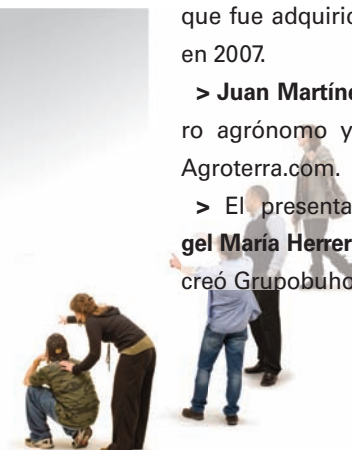 que fue adquirid
en 2007.
> Juan Martíne
ro agrónomo y
Agroterra.com.
> El presenta
gel María Herrer
creó Grupobuho